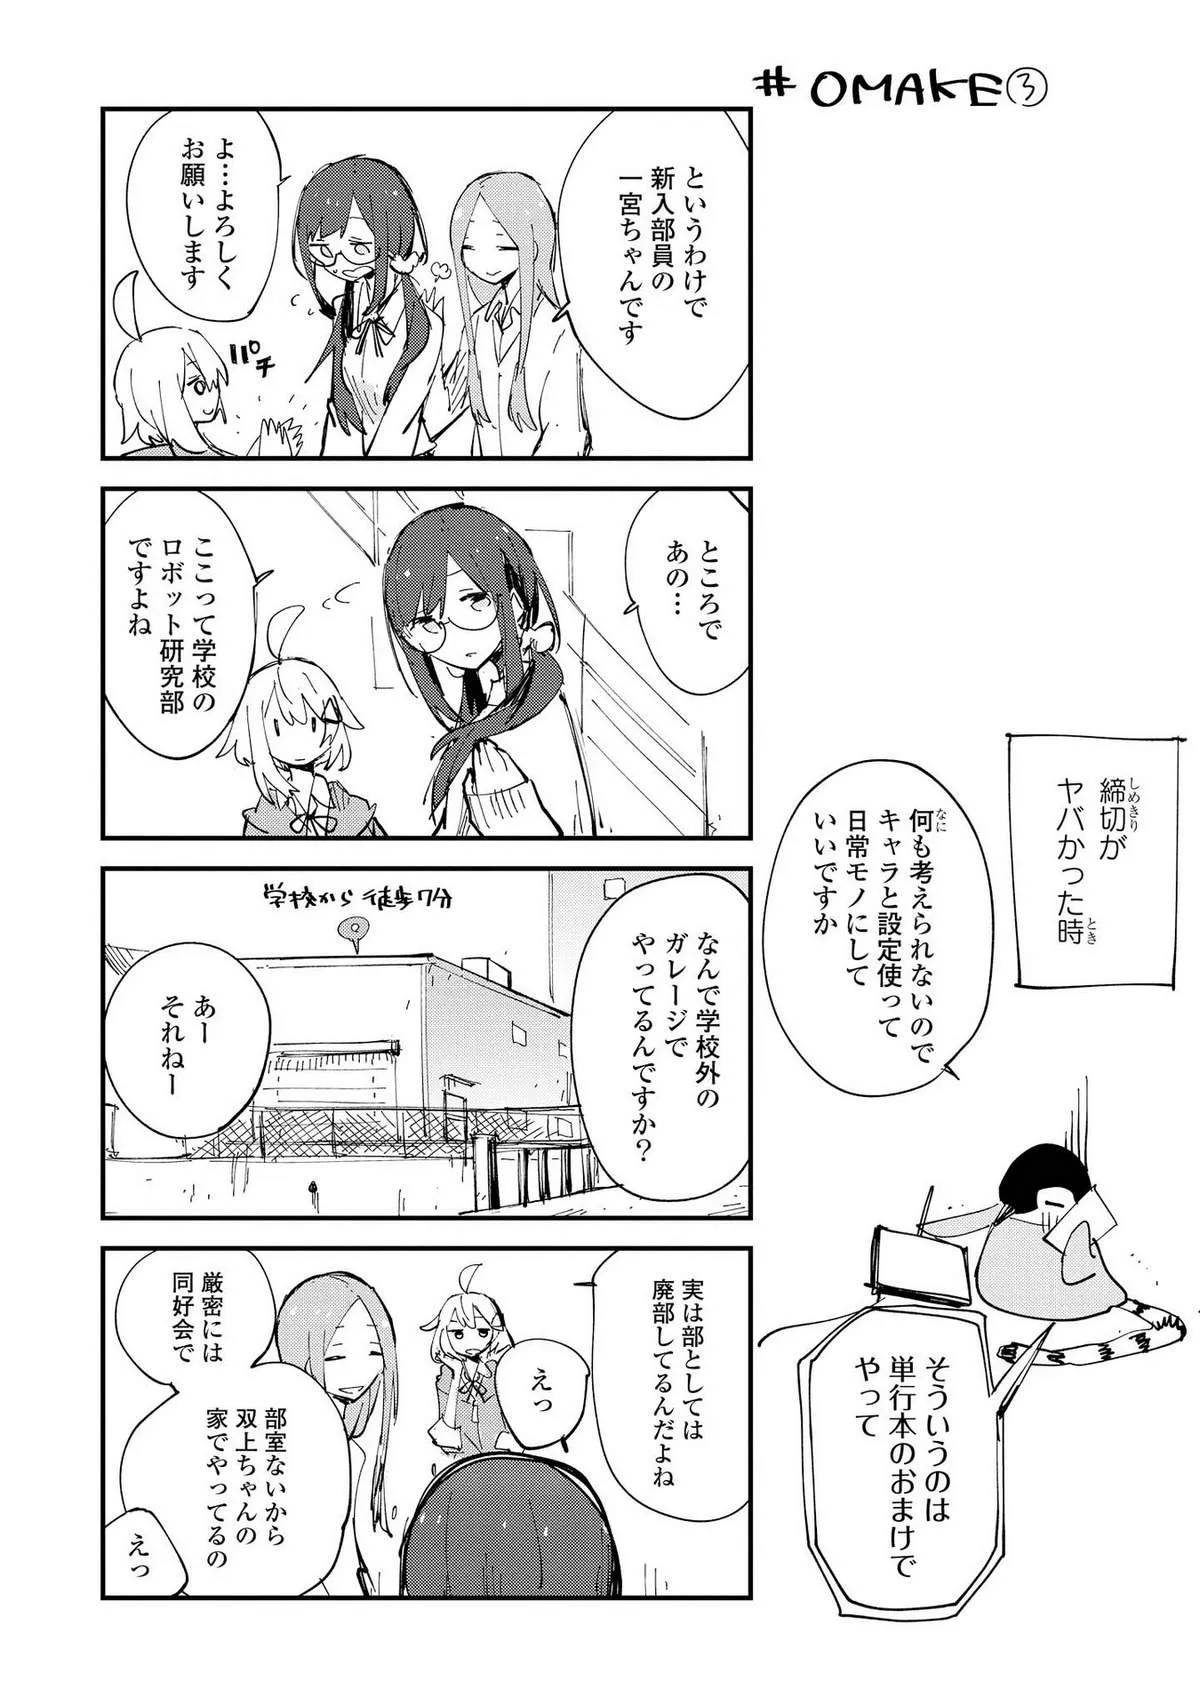 #OMAKE③
締切が
しめきり
ヤバかった時
とき
何も考えられないので
なに
キャラと設定使って
日常モノにして
いいですか
そういうのは
単行本のおまけで
やって
というわけで
新入部員の
一宮ちゃんです
よ…よろしく
お願いします
パチ
ところで
あの…
ここって学校の
ロボット研究部
ですよね
学校から徒歩7分
なんで学校外の
ガレージで
やってるんですか?
あー
それねー
実は部としては
廃部してるんだよね
えっ
厳密には
同好会で
部室ないから
双上ちゃんの
家でやってるの
えっ